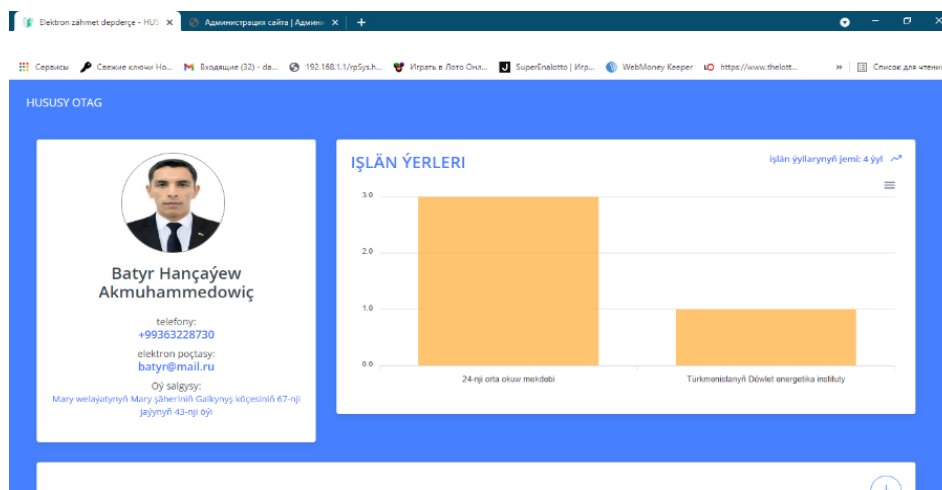 Elektron záhmet depderçe - HUS
Администрация сайта | Админи
Сервисы
Свежие ключи Но...
Входящие (32) - da...
192.168.1.1/rpSys.h...
Играть в Лото Онл...
SuperEnalotto | Игр...
WebMoney Keeper
https://www.thelott...
»
Список для чтени
HUSUSY OTAG
Batyr Hançaýew
Akmuhammedowiç
telefony:
+99363228730
elektron poçtasy:
batyr@mail.ru
Öý salgysy:
Mary welaýatynyň Mary şäheriniň Galkynyş köçesiniň 67-nji
jaýynyň 43-nji öýi
IŞLÄN ÝERLERI
işlän ýyllarynyň jemi: 4 ýyl
3.0
2.0
1.0
0.0
24-nji orta okuw mekdebi
Türkmenistanyň Döwlet energetika instituty